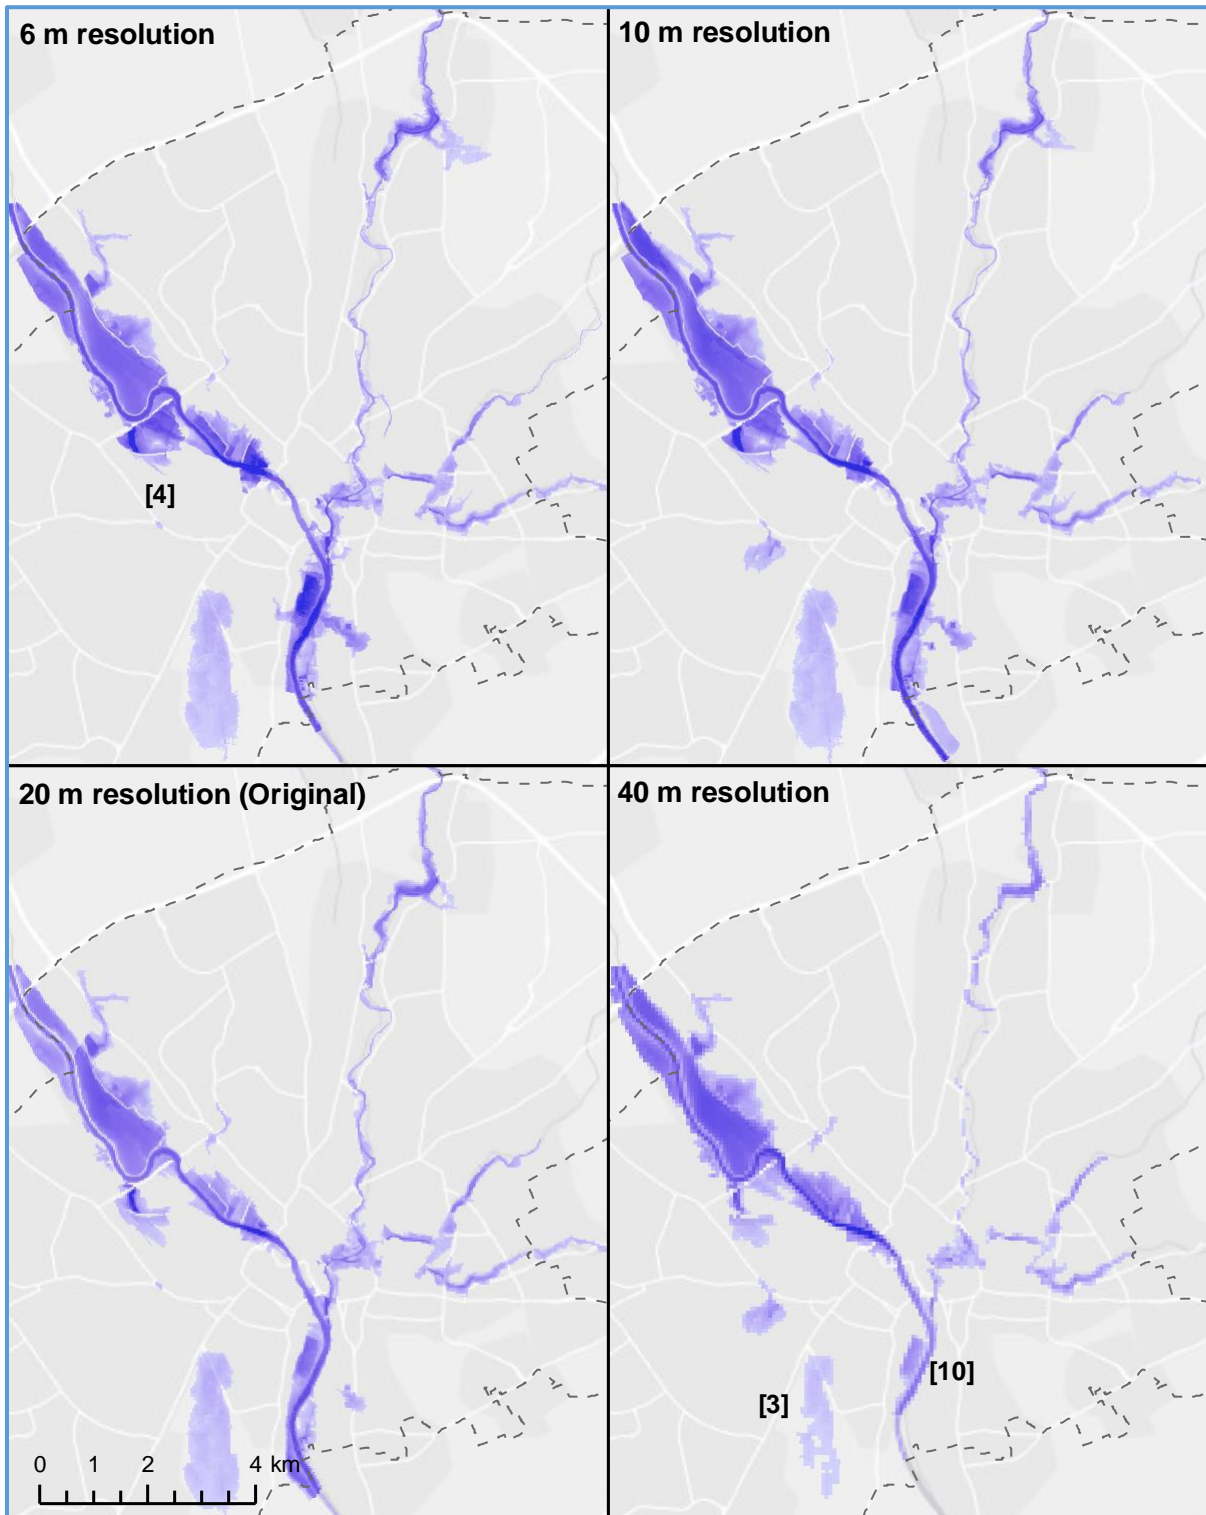 6 m resolution
10 m resolution
[4]
20 m resolution (Original)
40 m resolution
[10]
[3]
0 1 2 4 km